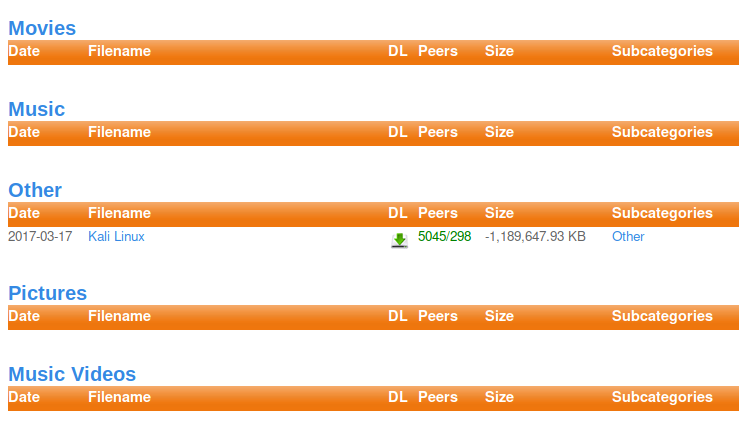 Movies
Date Filename DL Peers Size Subcategories
Music
Date Filename DL Peers Size Subcategories
Other
Date Filename DL Peers Size Subcategories
2017-03-17 Kali Linux 5045/298 -1,189,647.93 KB Other
Pictures
Date Filename DL Peers Size Subcategories
Music Videos
Date Filename DL Peers Size Subcategories